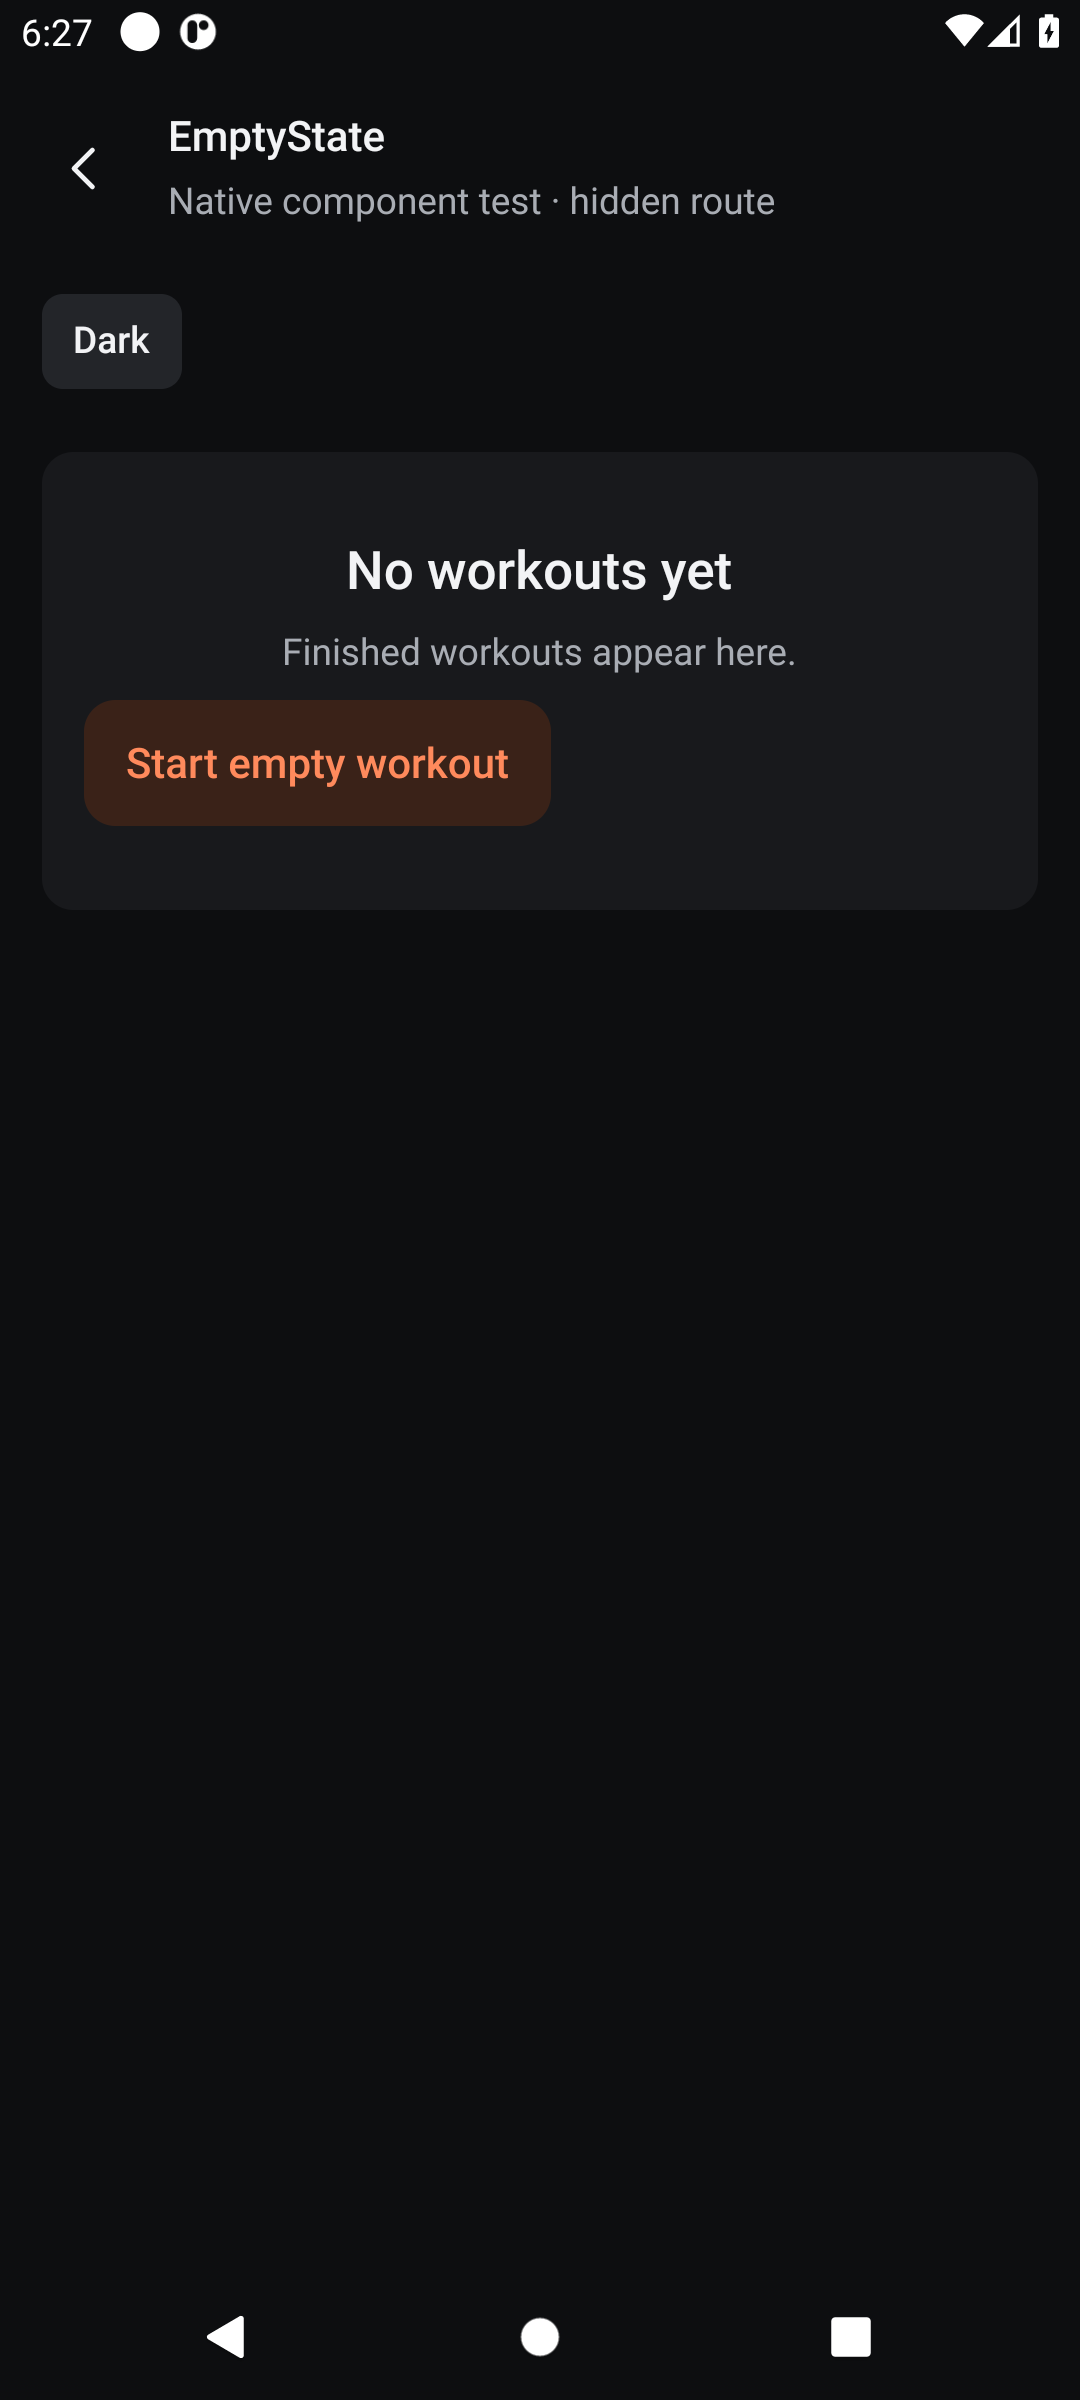 6:27
EmptyState
Native component test · hidden route
Dark
No workouts yet
Finished workouts appear here.
Start empty workout